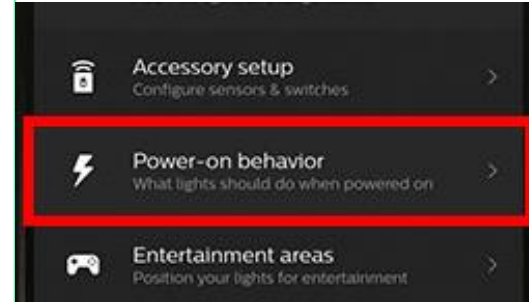 Accessory setup
Configure sensors & switches
Power-on behavior
What lights should do when powered on
Entertainment areas
Position your lights for entertainment